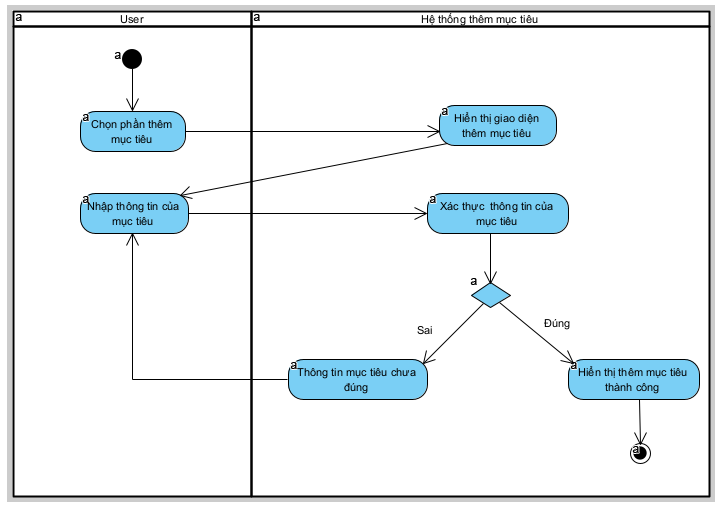 a
User
a
Hệ thống thêm mục tiêu
a
a
Chọn phần thêm
mục tiêu
a
Hiển thị giao diện
thêm mục tiêu
a
Nhập thông tin của
mục tiêu
a
Xác thực thông tin của
mục tiêu
a
Sai
Đúng
a
Thông tin mục tiêu chưa
đúng
a
Hiển thị thêm mục tiêu
thành công
a